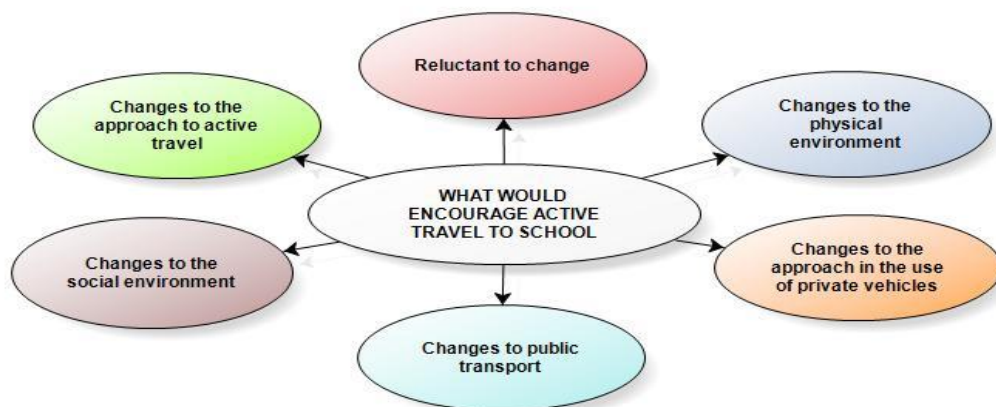 Reluctant to change
Changes to the
approach to active
travel
Changes to the
physical
environment
WHAT WOULD
ENCOURAGE ACTIVE
TRAVEL TO SCHOOL
Changes to the
social environment
Changes to the
approach in the use
of private vehicles
Changes to public
transport